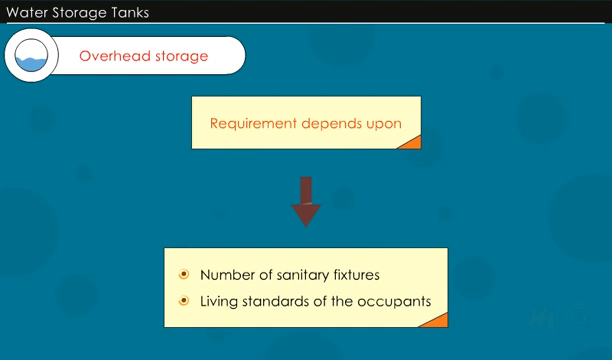 Water Storage Tanks
Overhead storage
Requirement depends upon
Number of sanitary fixtures
Living standards of the occupants